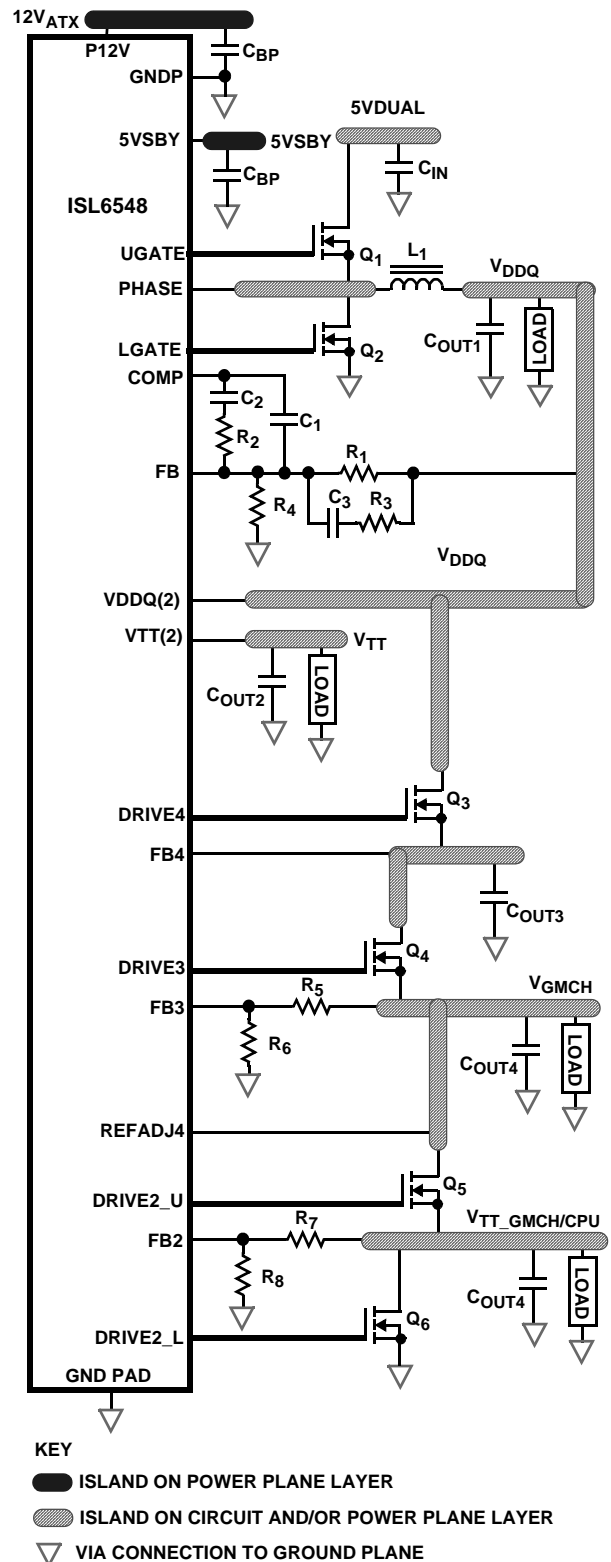 12VATX
P12V
CBP
GNDP
5VDUAL
5VSBY
5VSBY
CBP
CIN
ISL6548
UGATE
Q1
L1
VDDQ
PHASE
LGATE
Q2
COUT1
LOAD
COMP
C2
C1
R2
R1
FB
C3
R3
R4
VDDQ
VDDQ(2)
VTT(2)
VTT
COUT2
LOAD
Q3
DRIVE4
FB4
COUT3
Q4
DRIVE3
R5
VGMCH
FB3
R6
COUT4
LOAD
REFADJ4
Q5
DRIVE2_U
R7
VTT_GMCH/CPU
FB2
R8
COUT4
LOAD
Q6
DRIVE2_L
GND PAD
KEY
ISLAND ON POWER PLANE LAYER
ISLAND ON CIRCUIT AND/OR POWER PLANE LAYER
VIA CONNECTION TO GROUND PLANE